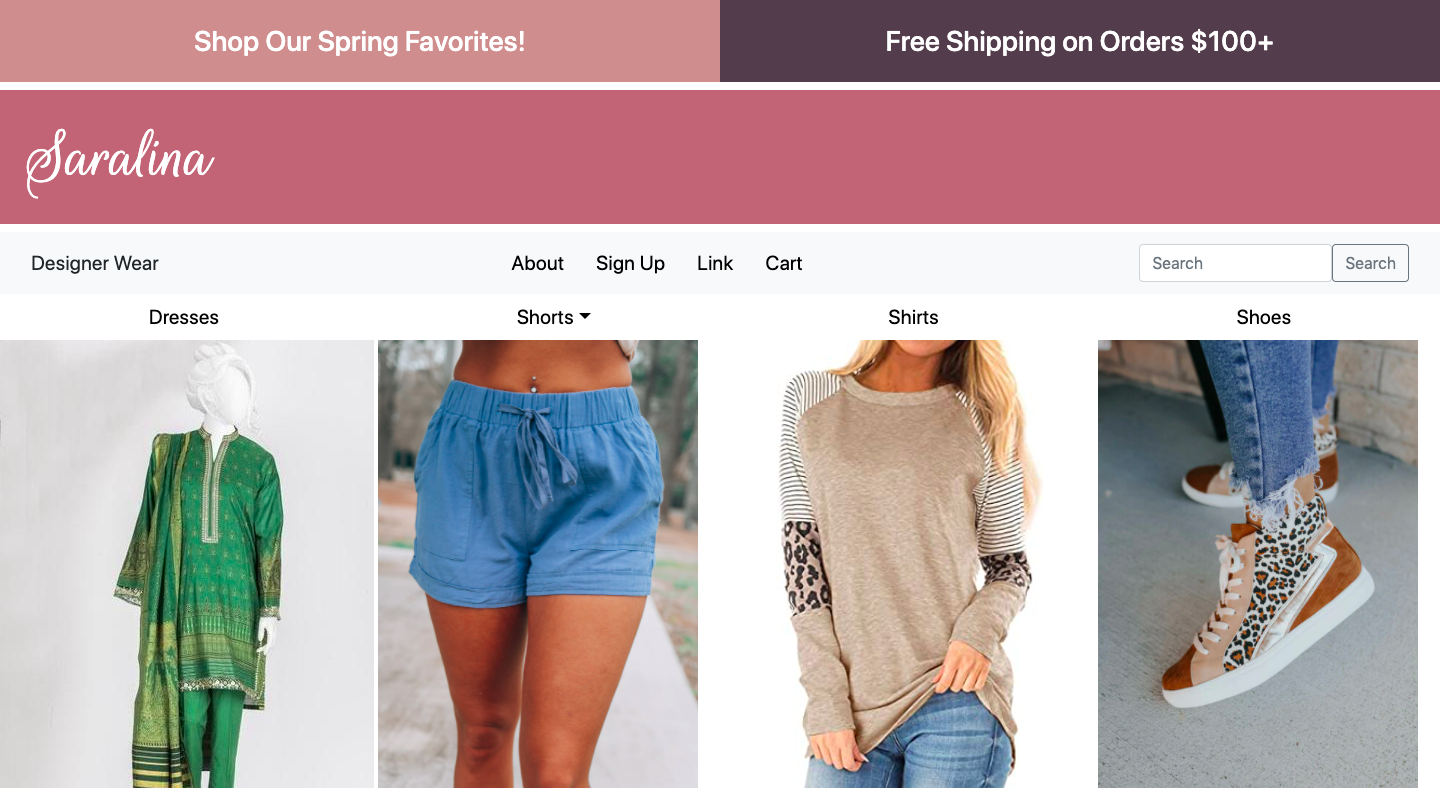 Shop Our Spring Favorites!
Free Shipping on Orders $100+
Saralina
Designer Wear
About
Sign Up
Link
Cart
Search
Search
Dresses
Shorts
Shirts
Shoes